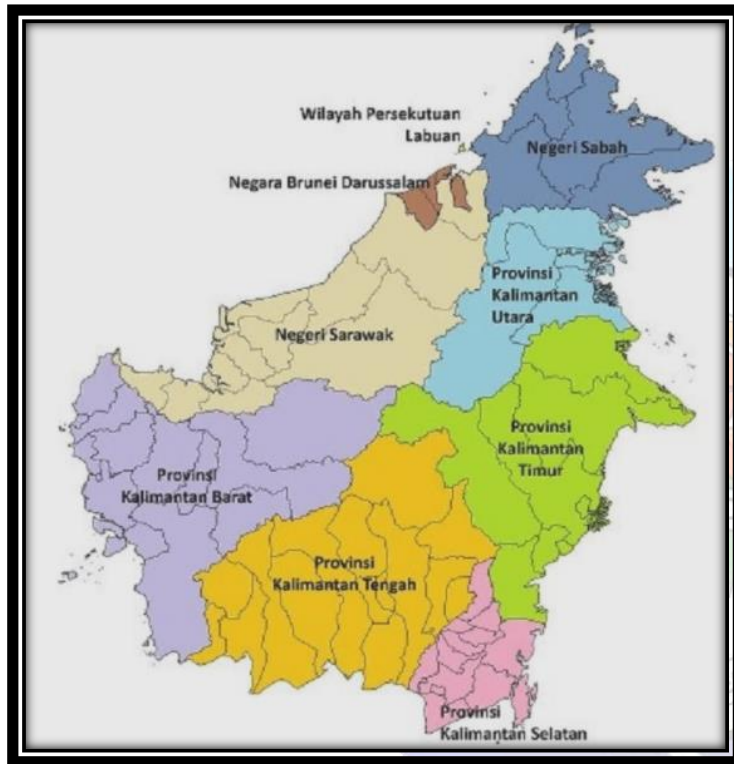 Wilayah Persekutuan
Labuan
Negeri Sabah
Negara Brunei Darussalam
Provinsi
Kalimantan
Utara
Negeri Sarawak
Provinsi
Kalimantan
Timur
Provinsi
Kalimantan Barat
Provinsi
Kalimantan Tengah
Provinsi
Kalimantan Selatan